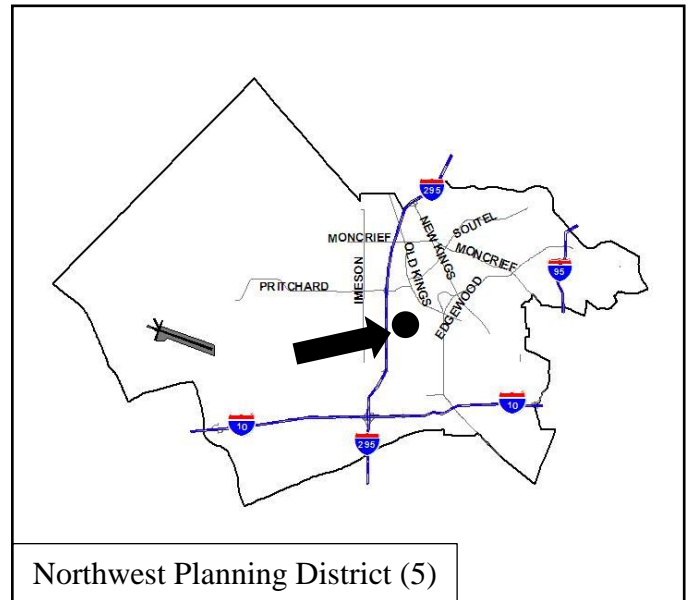 295
SOUTEL
NEW KINGS
MONCRIEF
MONCRIEF
OLD KINGS
95
IMESON
PRITCHARD
EDGEWOOD
10
10
295
Northwest Planning District (5)